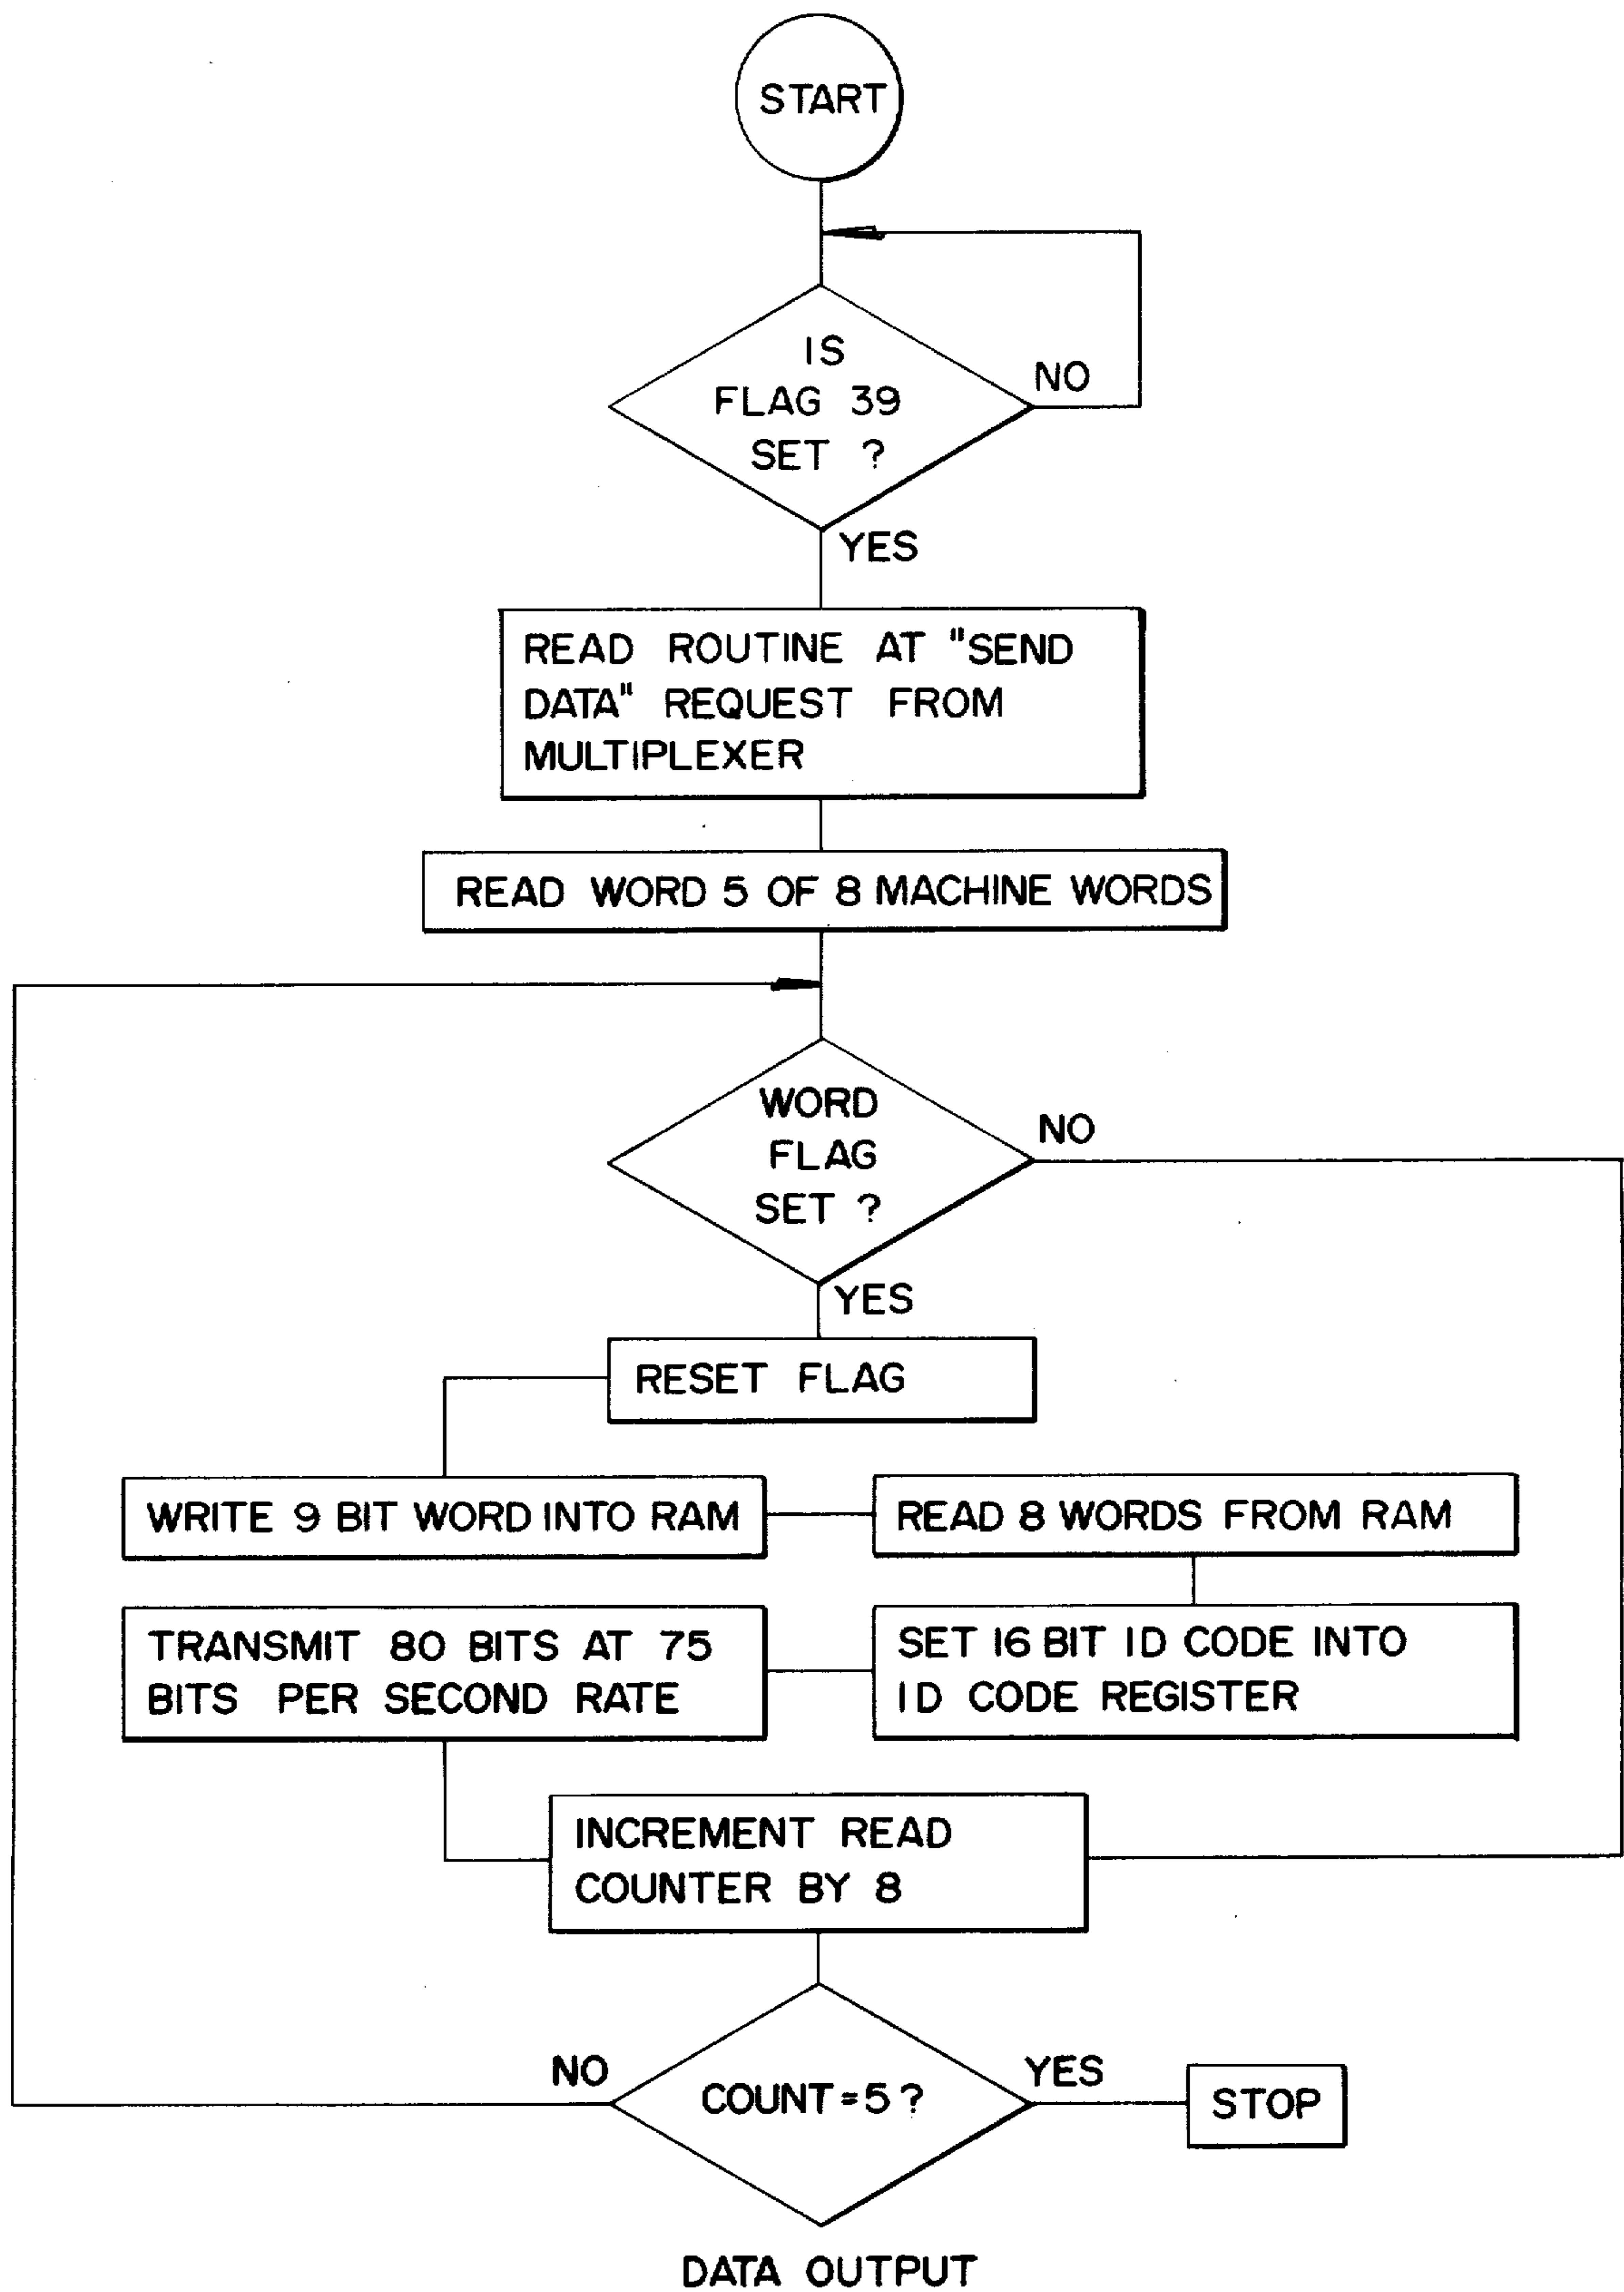 START
IS
FLAG 39
SET ?
NO
YES
READ ROUTINE AT "SEND
DATA" REQUEST FROM
MULTIPLEXER
READ WORD 5 OF 8 MACHINE WORDS
WORD
FLAG
SET ?
NO
YES
RESET FLAG
WRITE 9 BIT WORD INTO RAM
READ 8 WORDS FROM RAM
TRANSMIT 80 BITS AT 75
BITS PER SECOND RATE
SET 16 BIT ID CODE INTO
ID CODE REGISTER
INCREMENT READ
COUNTER BY 8
NO
COUNT=5?
YES
STOP
DATA OUTPUT